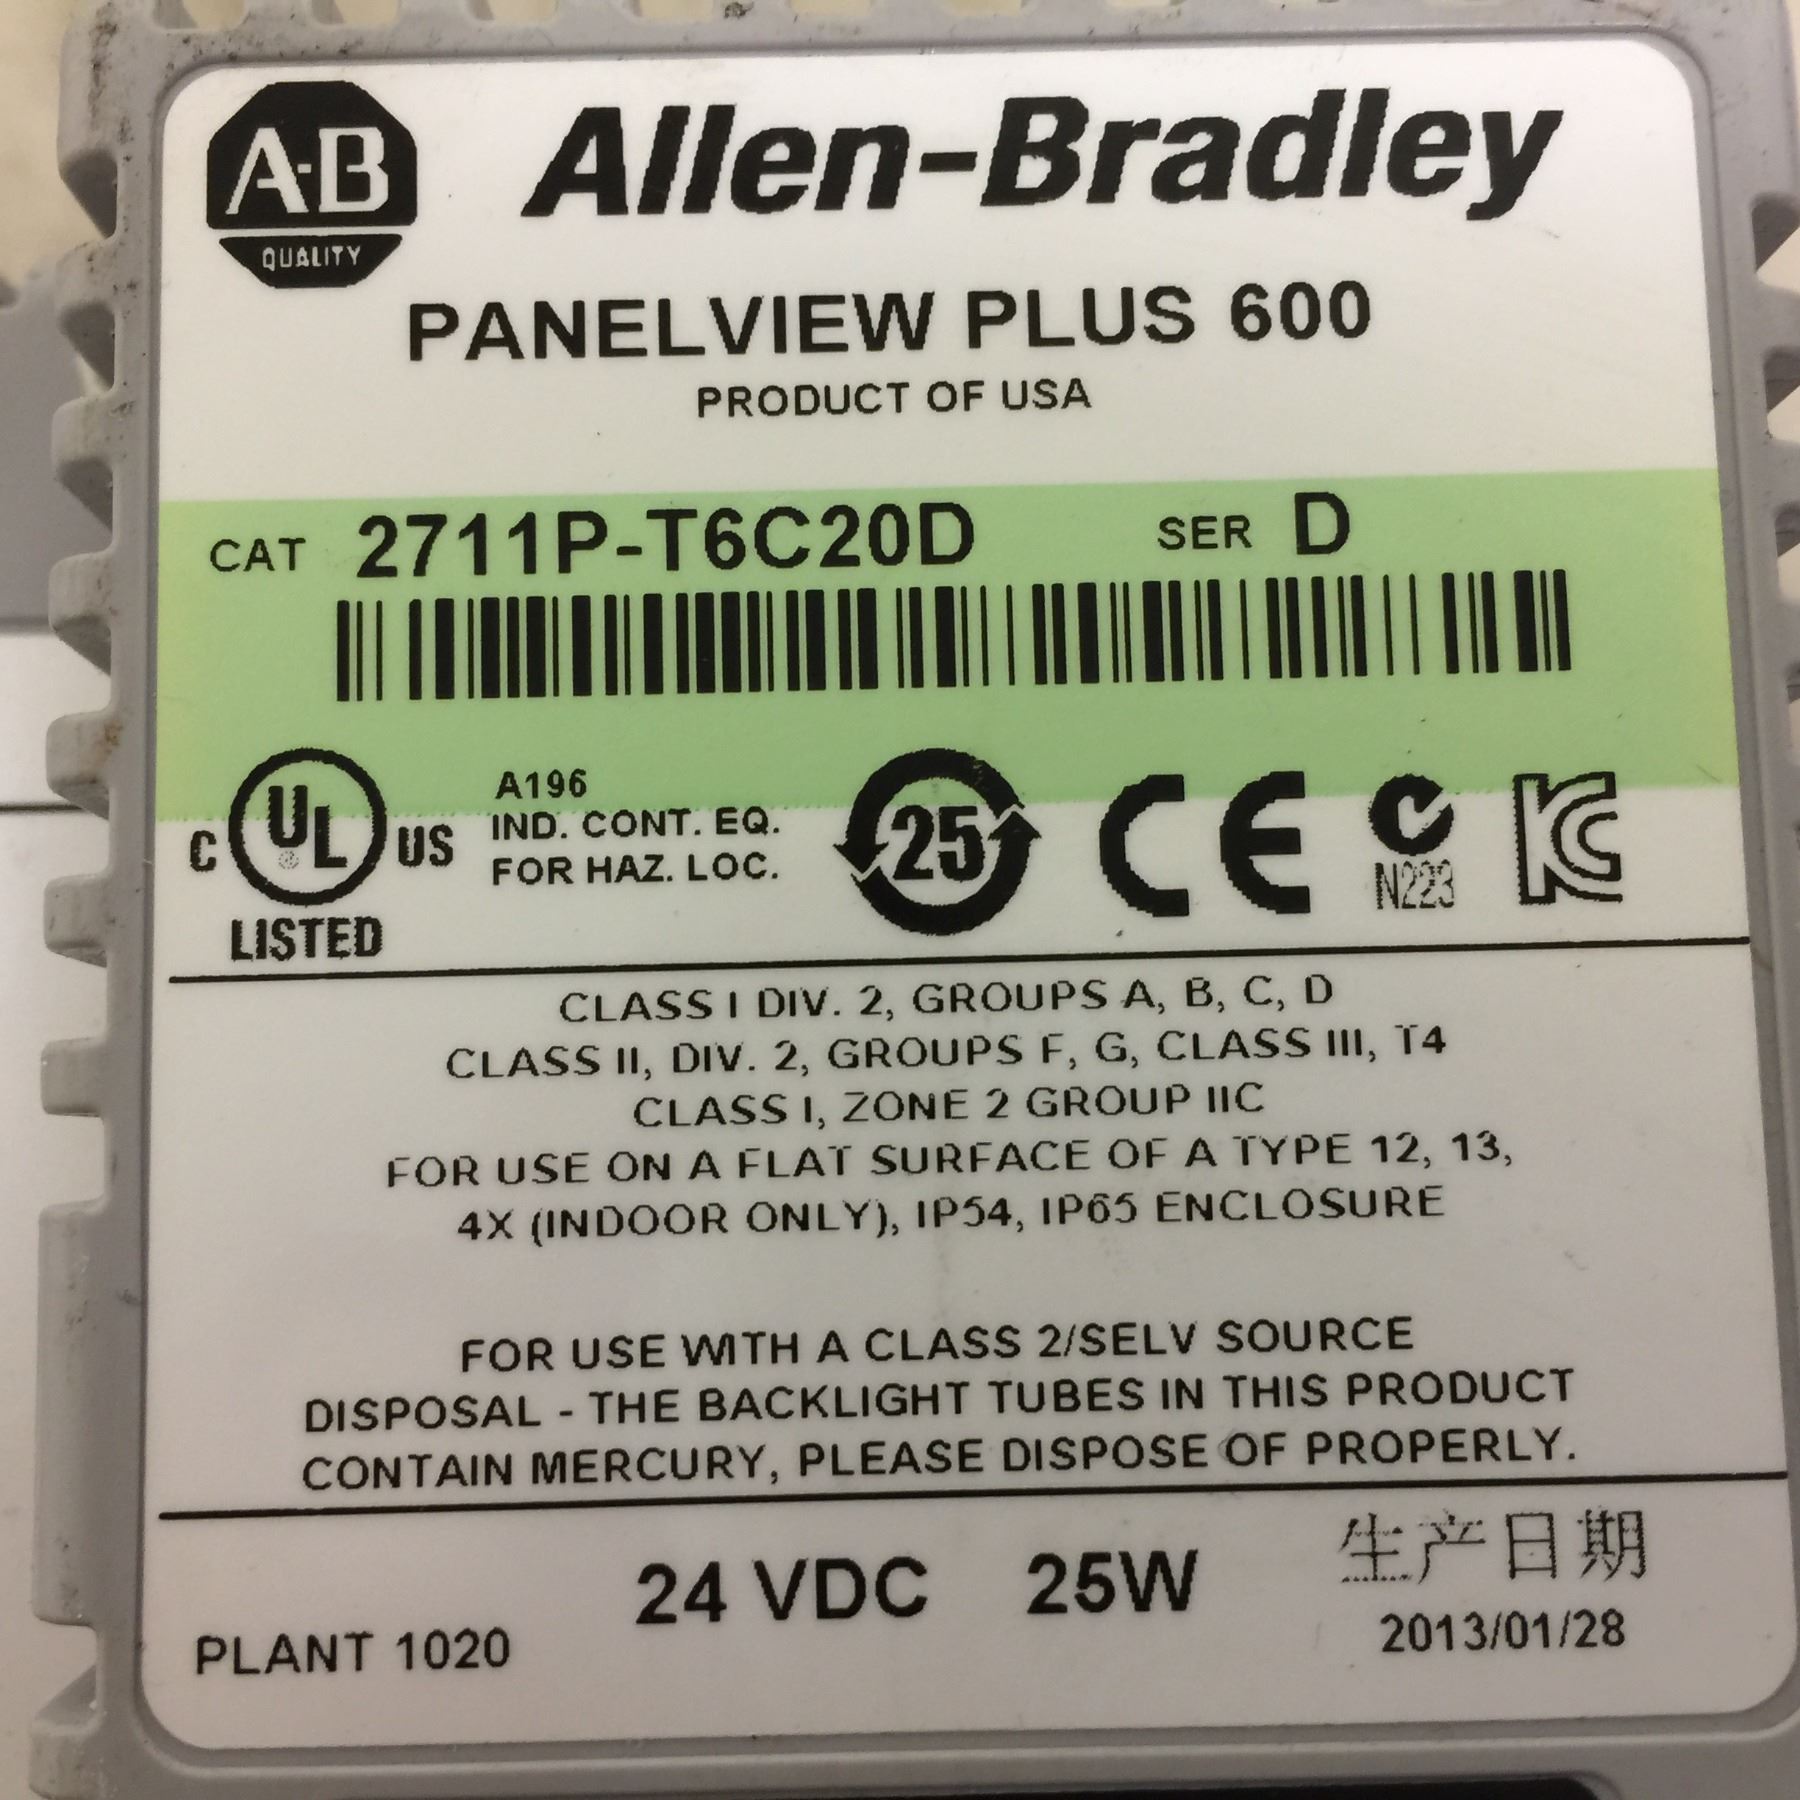 A-B
QUALITY
Allen-Bradley
PANELVIEW PLUS 600
PRODUCT OF USA
CAT 2711P-T6C20D SER D
C UL ® US
LISTED
A196
IND. CONT. EQ.
FOR HAZ. LOC.
25
CE
N223
KC
CLASS I DIV. 2, GROUPS A, B, C, D
CLASS II, DIV. 2, GROUPS F, G, CLASS III, T4
CLASS I, ZONE 2 GROUP IIC
FOR USE ON A FLAT SURFACE OF A TYPE 12, 13,
4X (INDOOR ONLY), IP54, IP65 ENCLOSURE
FOR USE WITH A CLASS 2/SELV SOURCE
DISPOSAL - THE BACKLIGHT TUBES IN THIS PRODUCT
CONTAIN MERCURY, PLEASE DISPOSE OF PROPERLY.
PLANT 1020
24 VDC 25W
生产日期
2013/01/28